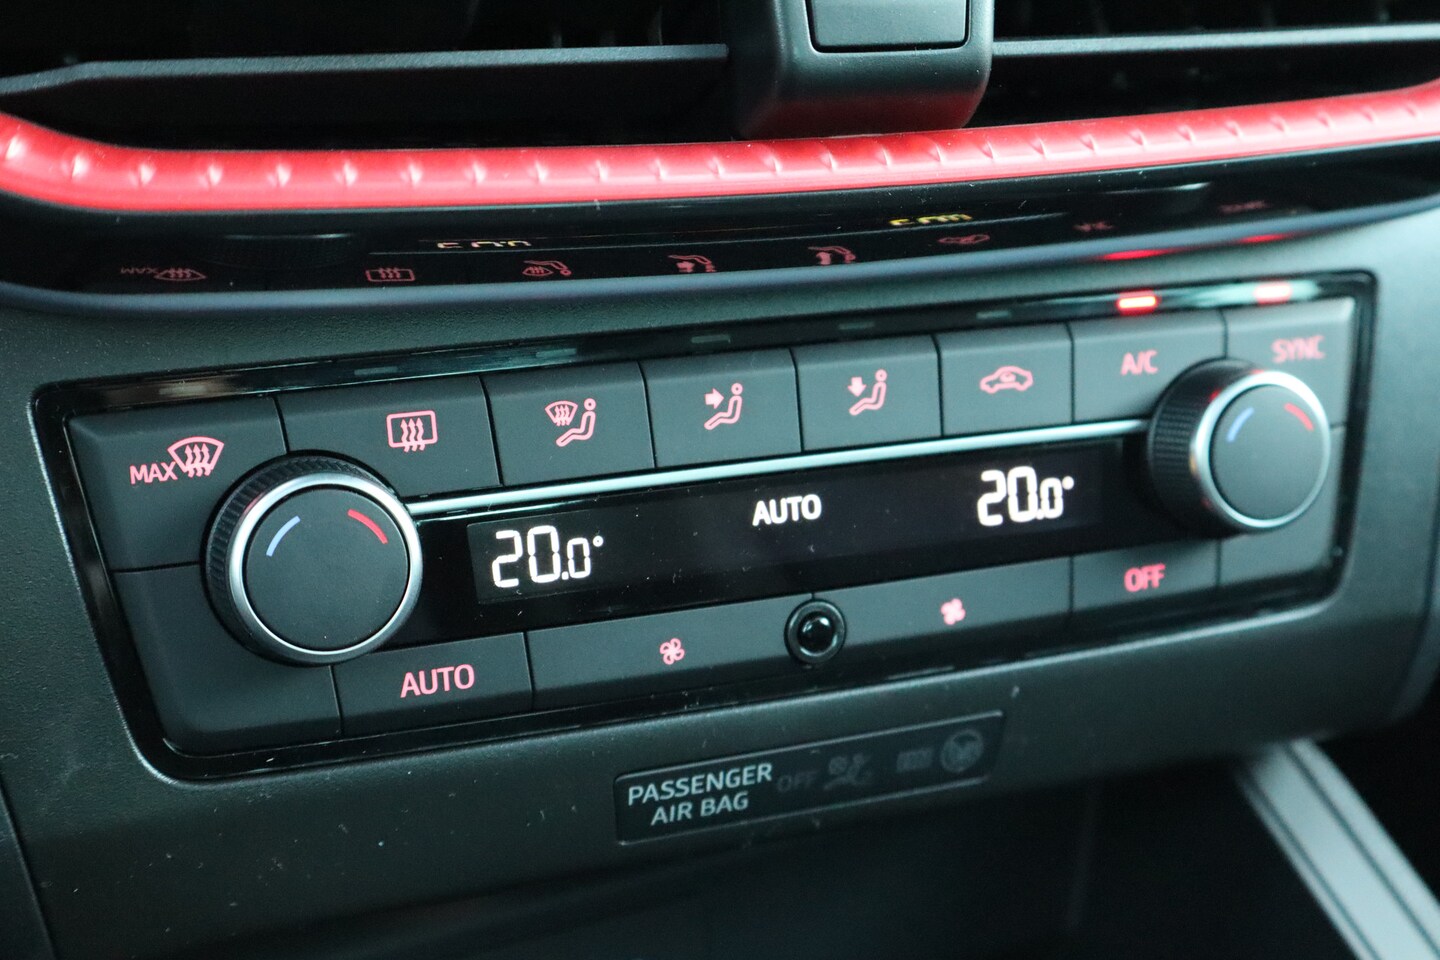 MAX
A/C
SYNC
20.0°
AUTO
20.0°
AUTO
OFF
PASSENGER
AIR BAG
OFF